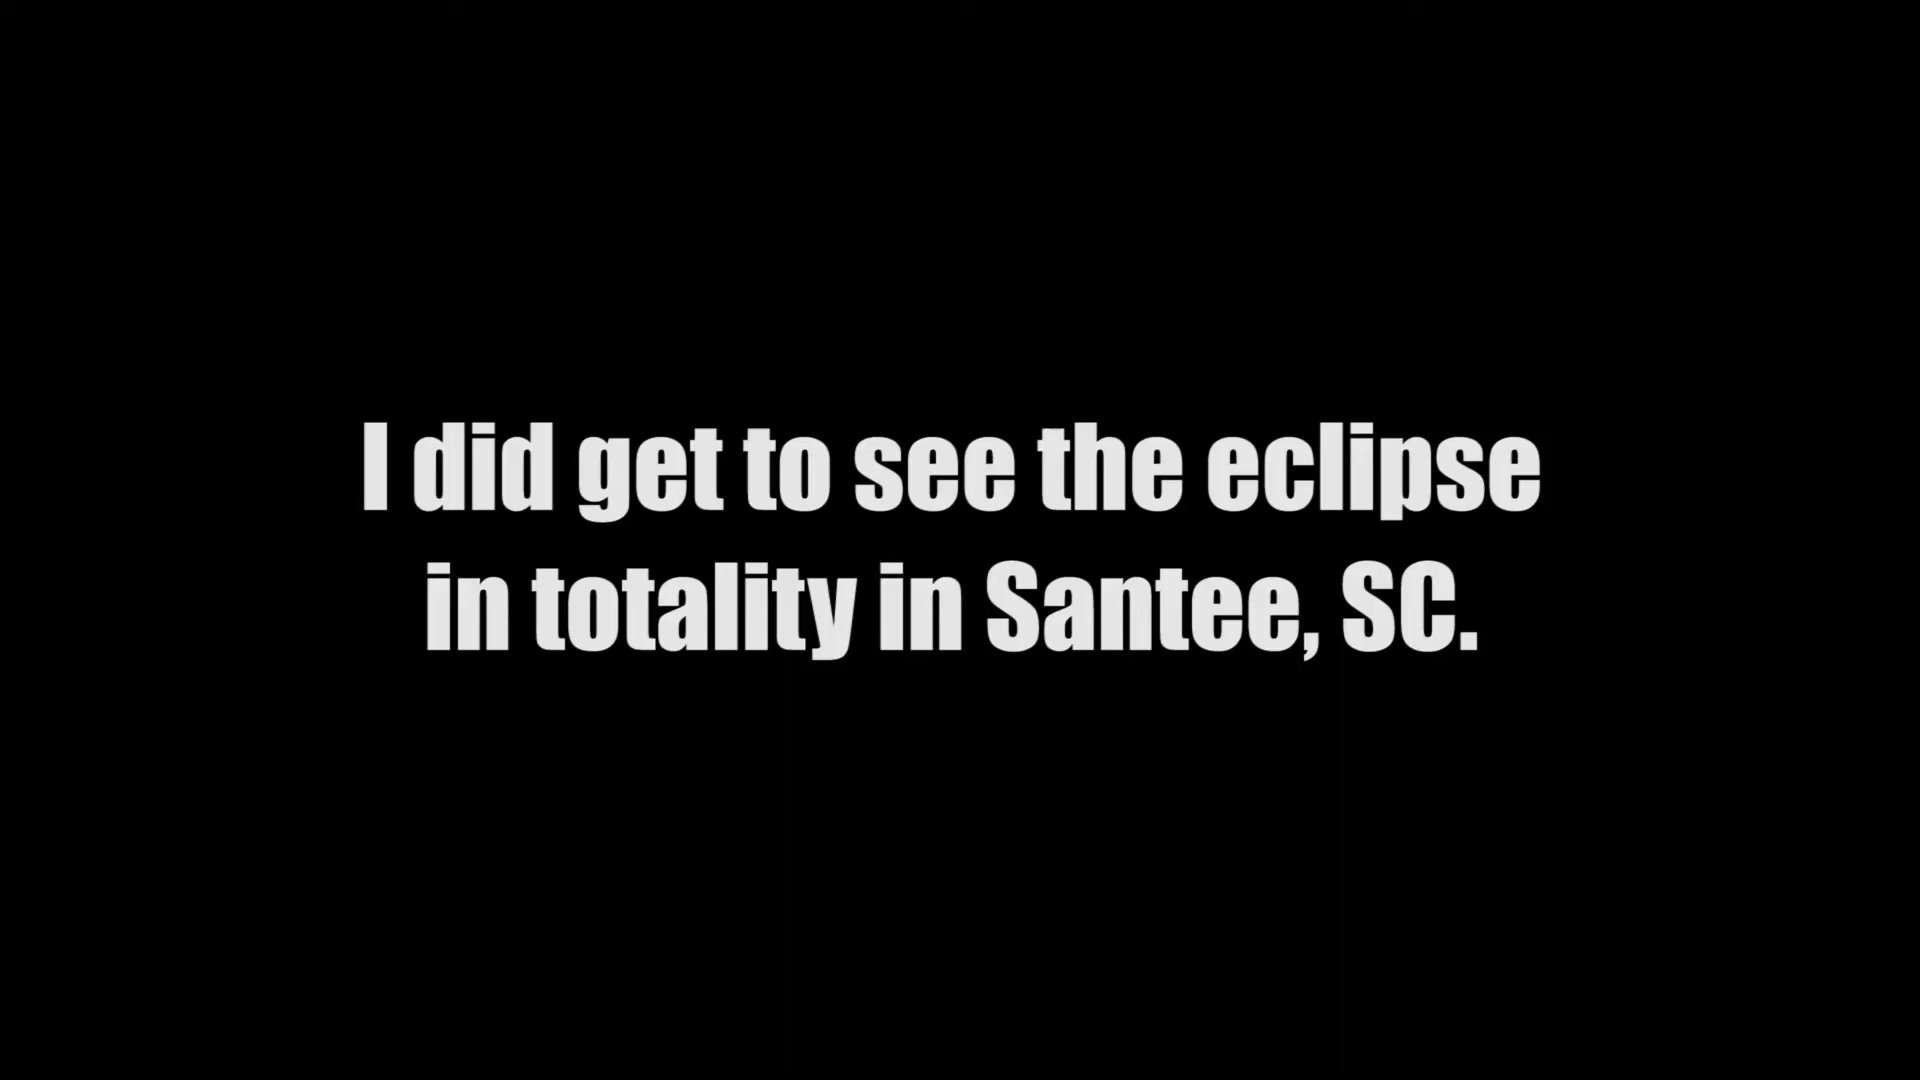 I did get to see the eclipse
in totality in Santee, SC.